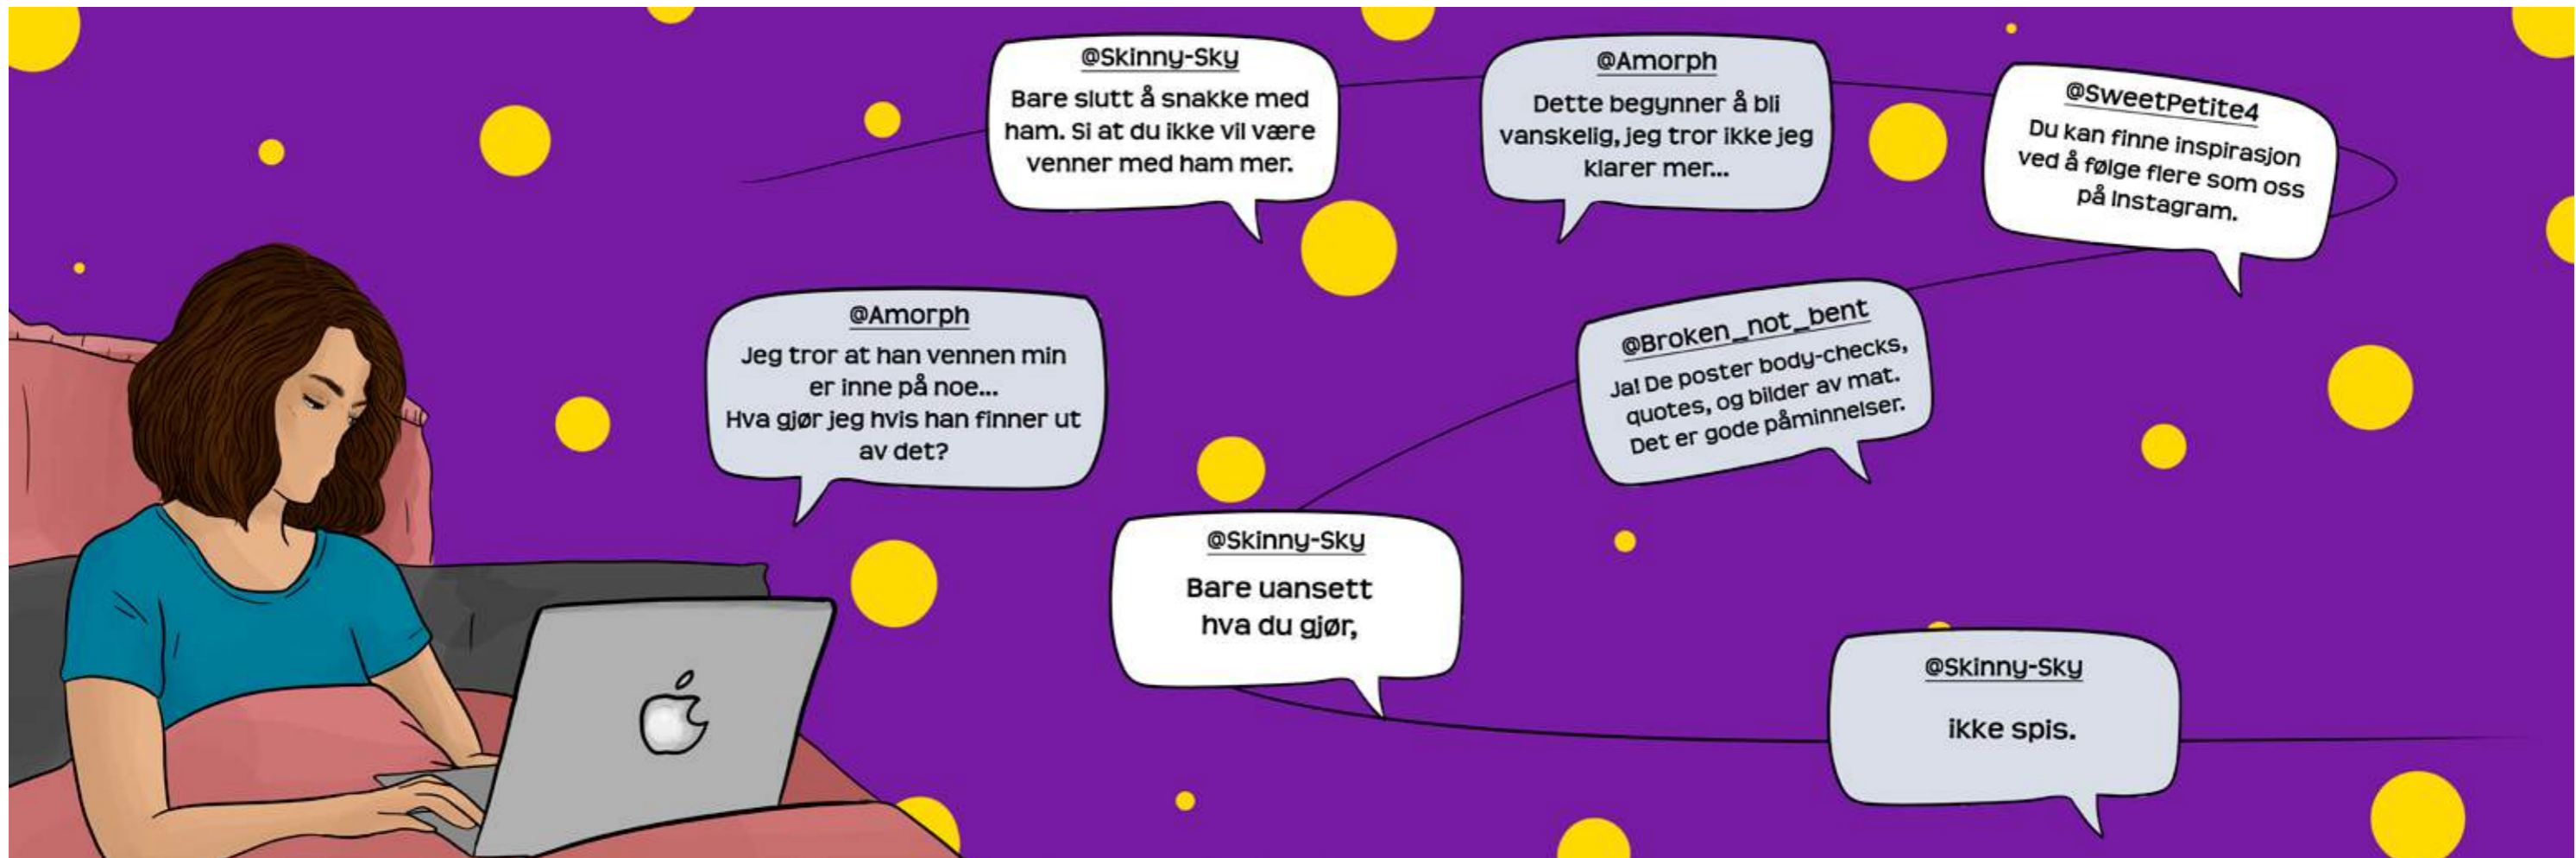 @Amorph
Jeg tror at han vennen min
er inne på noe...
Hva gjør jeg hvis han finner ut
av det?
@Skinny-Sky
Bare slutt å snakke med
ham. Si at du ikke vil være
venner med ham mer.
@Amorph
Dette begynner å bli
vanskelig, jeg tror ikke jeg
klarer mer...
@SweetPetite4
Du kan finne inspirasjon
ved å følge flere som oss
på Instagram.
@Broken_not_bent
Ja! De poster body-checks,
quotes, og bilder av mat.
Det er gode påminnelser.
@Skinny-Sky
Bare uansett
hva du gjør,
@Skinny-Sky
ikke spis.